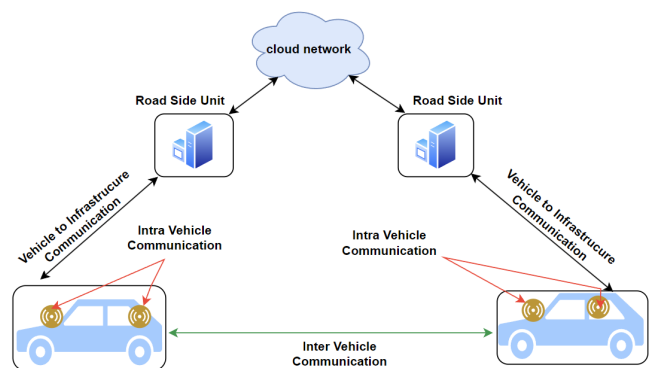 cloud network
Road Side Unit
Road Side Unit
Vehicle to Infrastrucure
Communication
Intra Vehicle
Communication
Intra Vehicle
Communication
Vehicle to Infrastrucure
Communication
Inter Vehicle
Communication